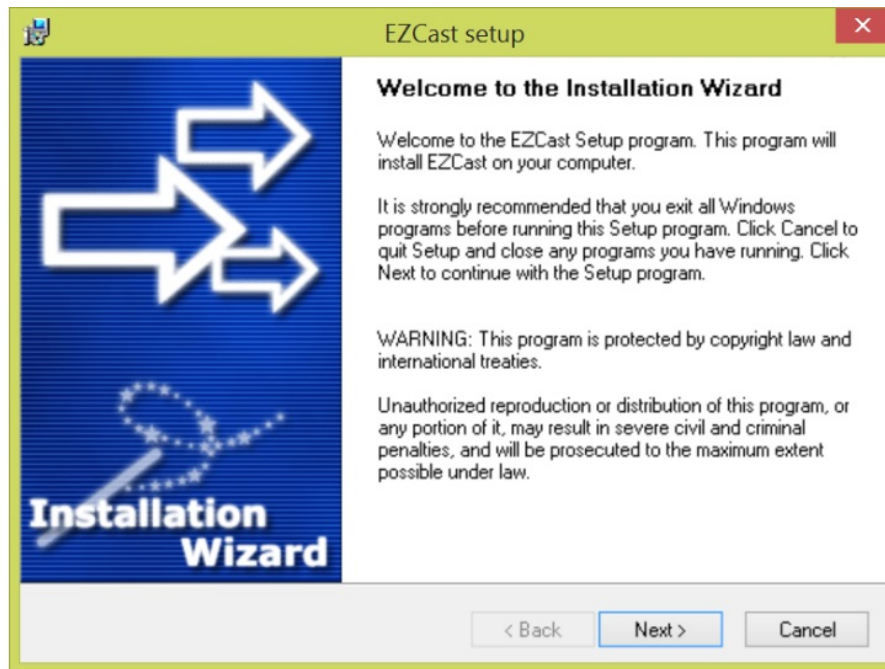 EZCast setup
Welcome to the Installation Wizard
Welcome to the EZCast Setup program. This program will
install EZCast on your computer.
It is strongly recommended that you exit all Windows
programs before running this Setup program. Click Cancel to
quit Setup and close any programs you have running. Click
Next to continue with the Setup program.
WARNING: This program is protected by copyright law and
international treaties.
Unauthorized reproduction or distribution of this program, or
any portion of it, may result in severe civil and criminal
penalties, and will be prosecuted to the maximum extent
possible under law.
Installation
Wizard
< Back Next > Cancel